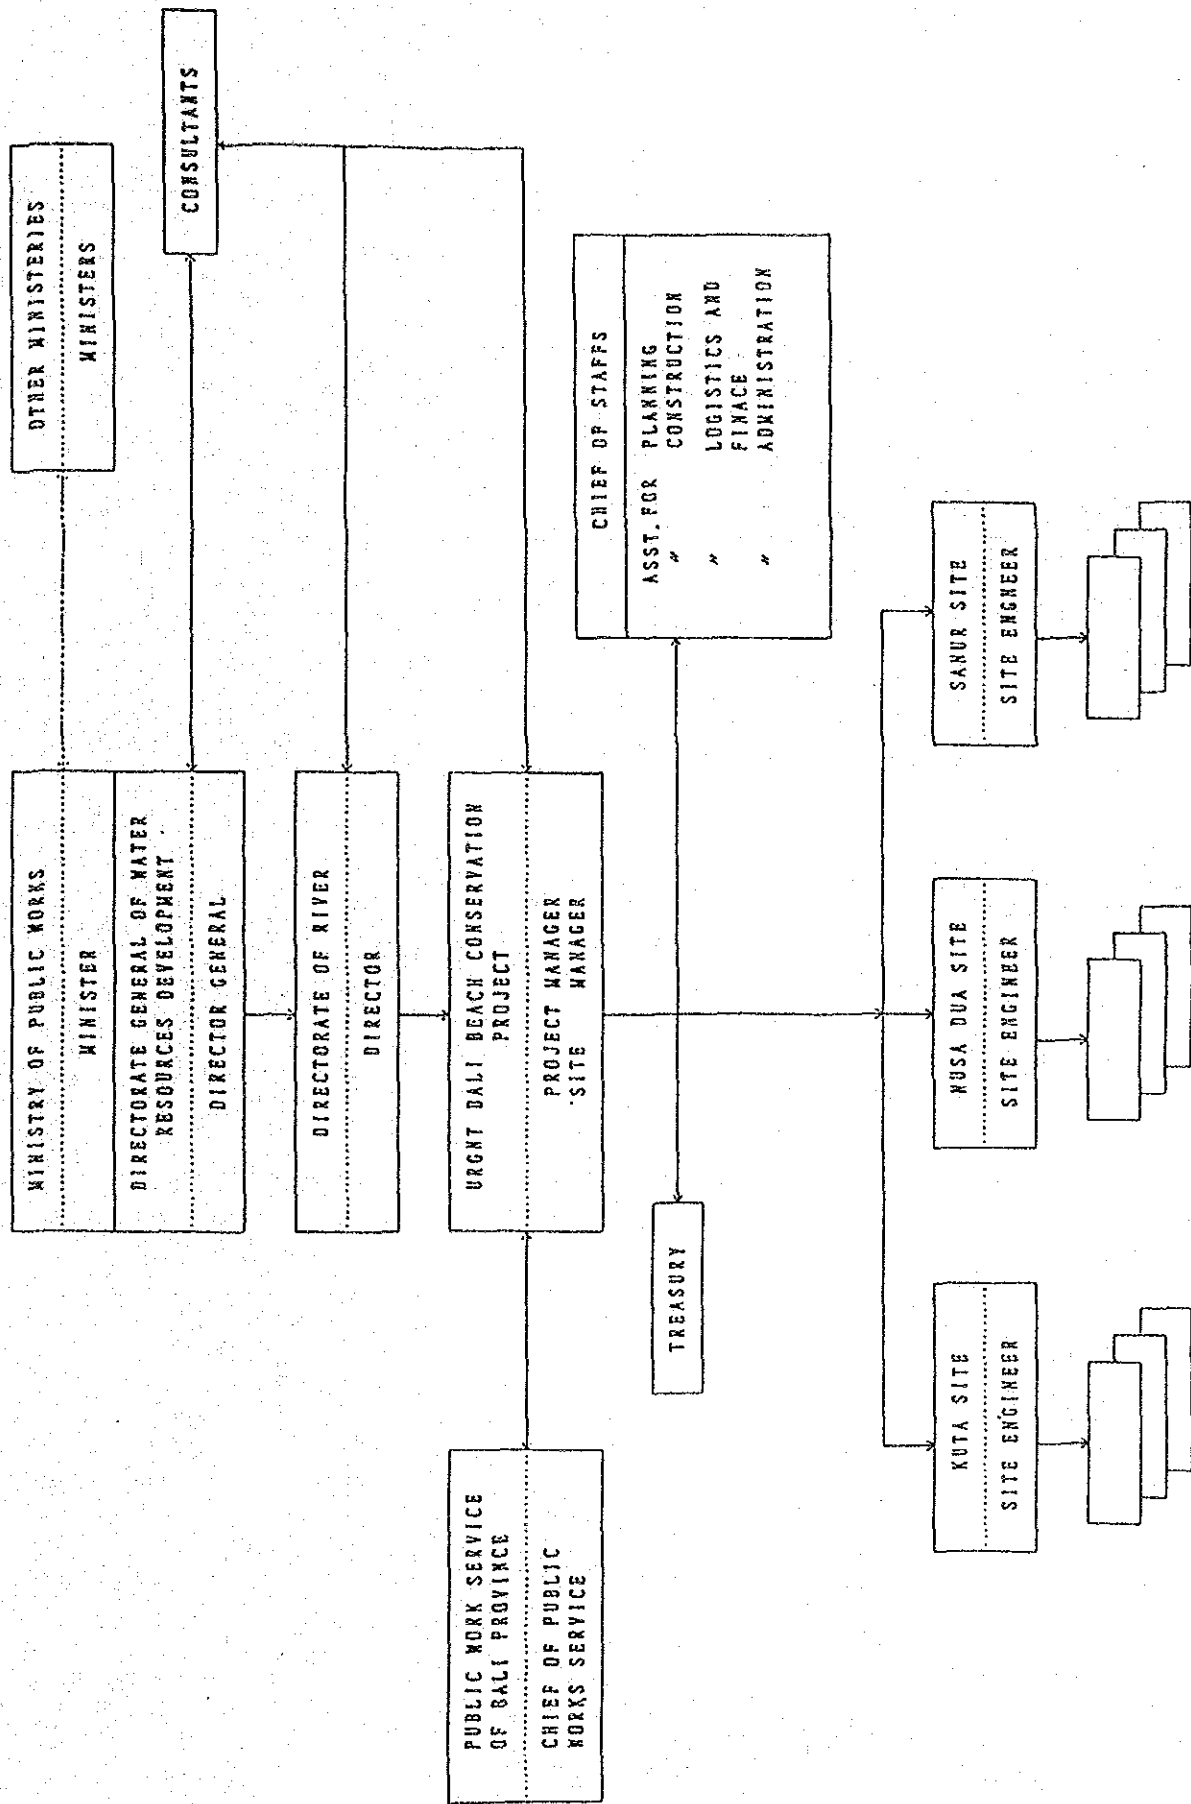 MINISTRY OF PUBLIC WORKS
MINISTER
DIRECTORATE GENERAL OF WATER
RESOURCES DEVELOPMENT
DIRECTOR GENERAL
OTHER MINISTERIES
MINISTERS
CONSULTANTS
DIRECTORATE OF RIVER
DIRECTOR
PUBLIC WORK SERVICE
OF BALI PROVINCE
CHIEF OF PUBLIC
WORKS SERVICE
URGNT BALI BEACH CONSERVATION
PROJECT
PROJECT MANAGER
SITE MANAGER
TREASURY
CHIEF OF STAFFS
ASST. FOR PLANNING
〃 CONSTRUCTION
〃 LOGISTICS AND
FINACE
〃 ADMINISTRATION
KUTA SITE
SITE ENGINEER
NUSA DUA SITE
SITE ENGINEER
SANUR SITE
SITE ENGNEER